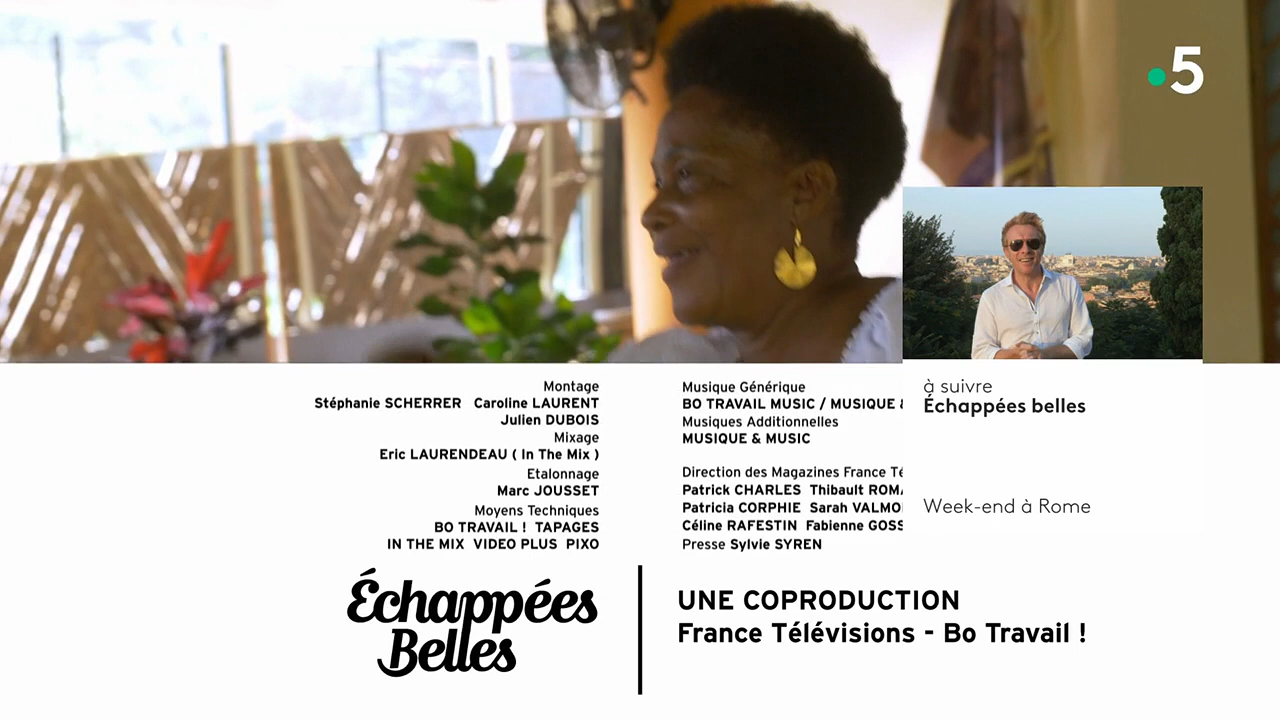 5
Montage
Stéphanie SCHERRER Caroline LAURENT
Julien DUBOIS
Mixage
Eric LAURENDEAU ( In The Mix )
Etalonnage
Marc JOUSSET
Moyens Techniques
BO TRAVAIL ! TAPAGES
IN THE MIX VIDEO PLUS PIXO
Musique Générique
BO TRAVAIL MUSIC / MUSIQUE &
Musiques Additionnelles
MUSIQUE & MUSIC
Direction des Magazines France
Patrick CHARLES Thibault
Patricia CORPHIE Sarah
Céline RAFESTIN Fabienne
Presse Sylvie SYREN
à suivre
Échappées belles
Week-end à Rome
Échappées
Belles
UNE COPRODUCTION
France Télévisions - Bo Travail !